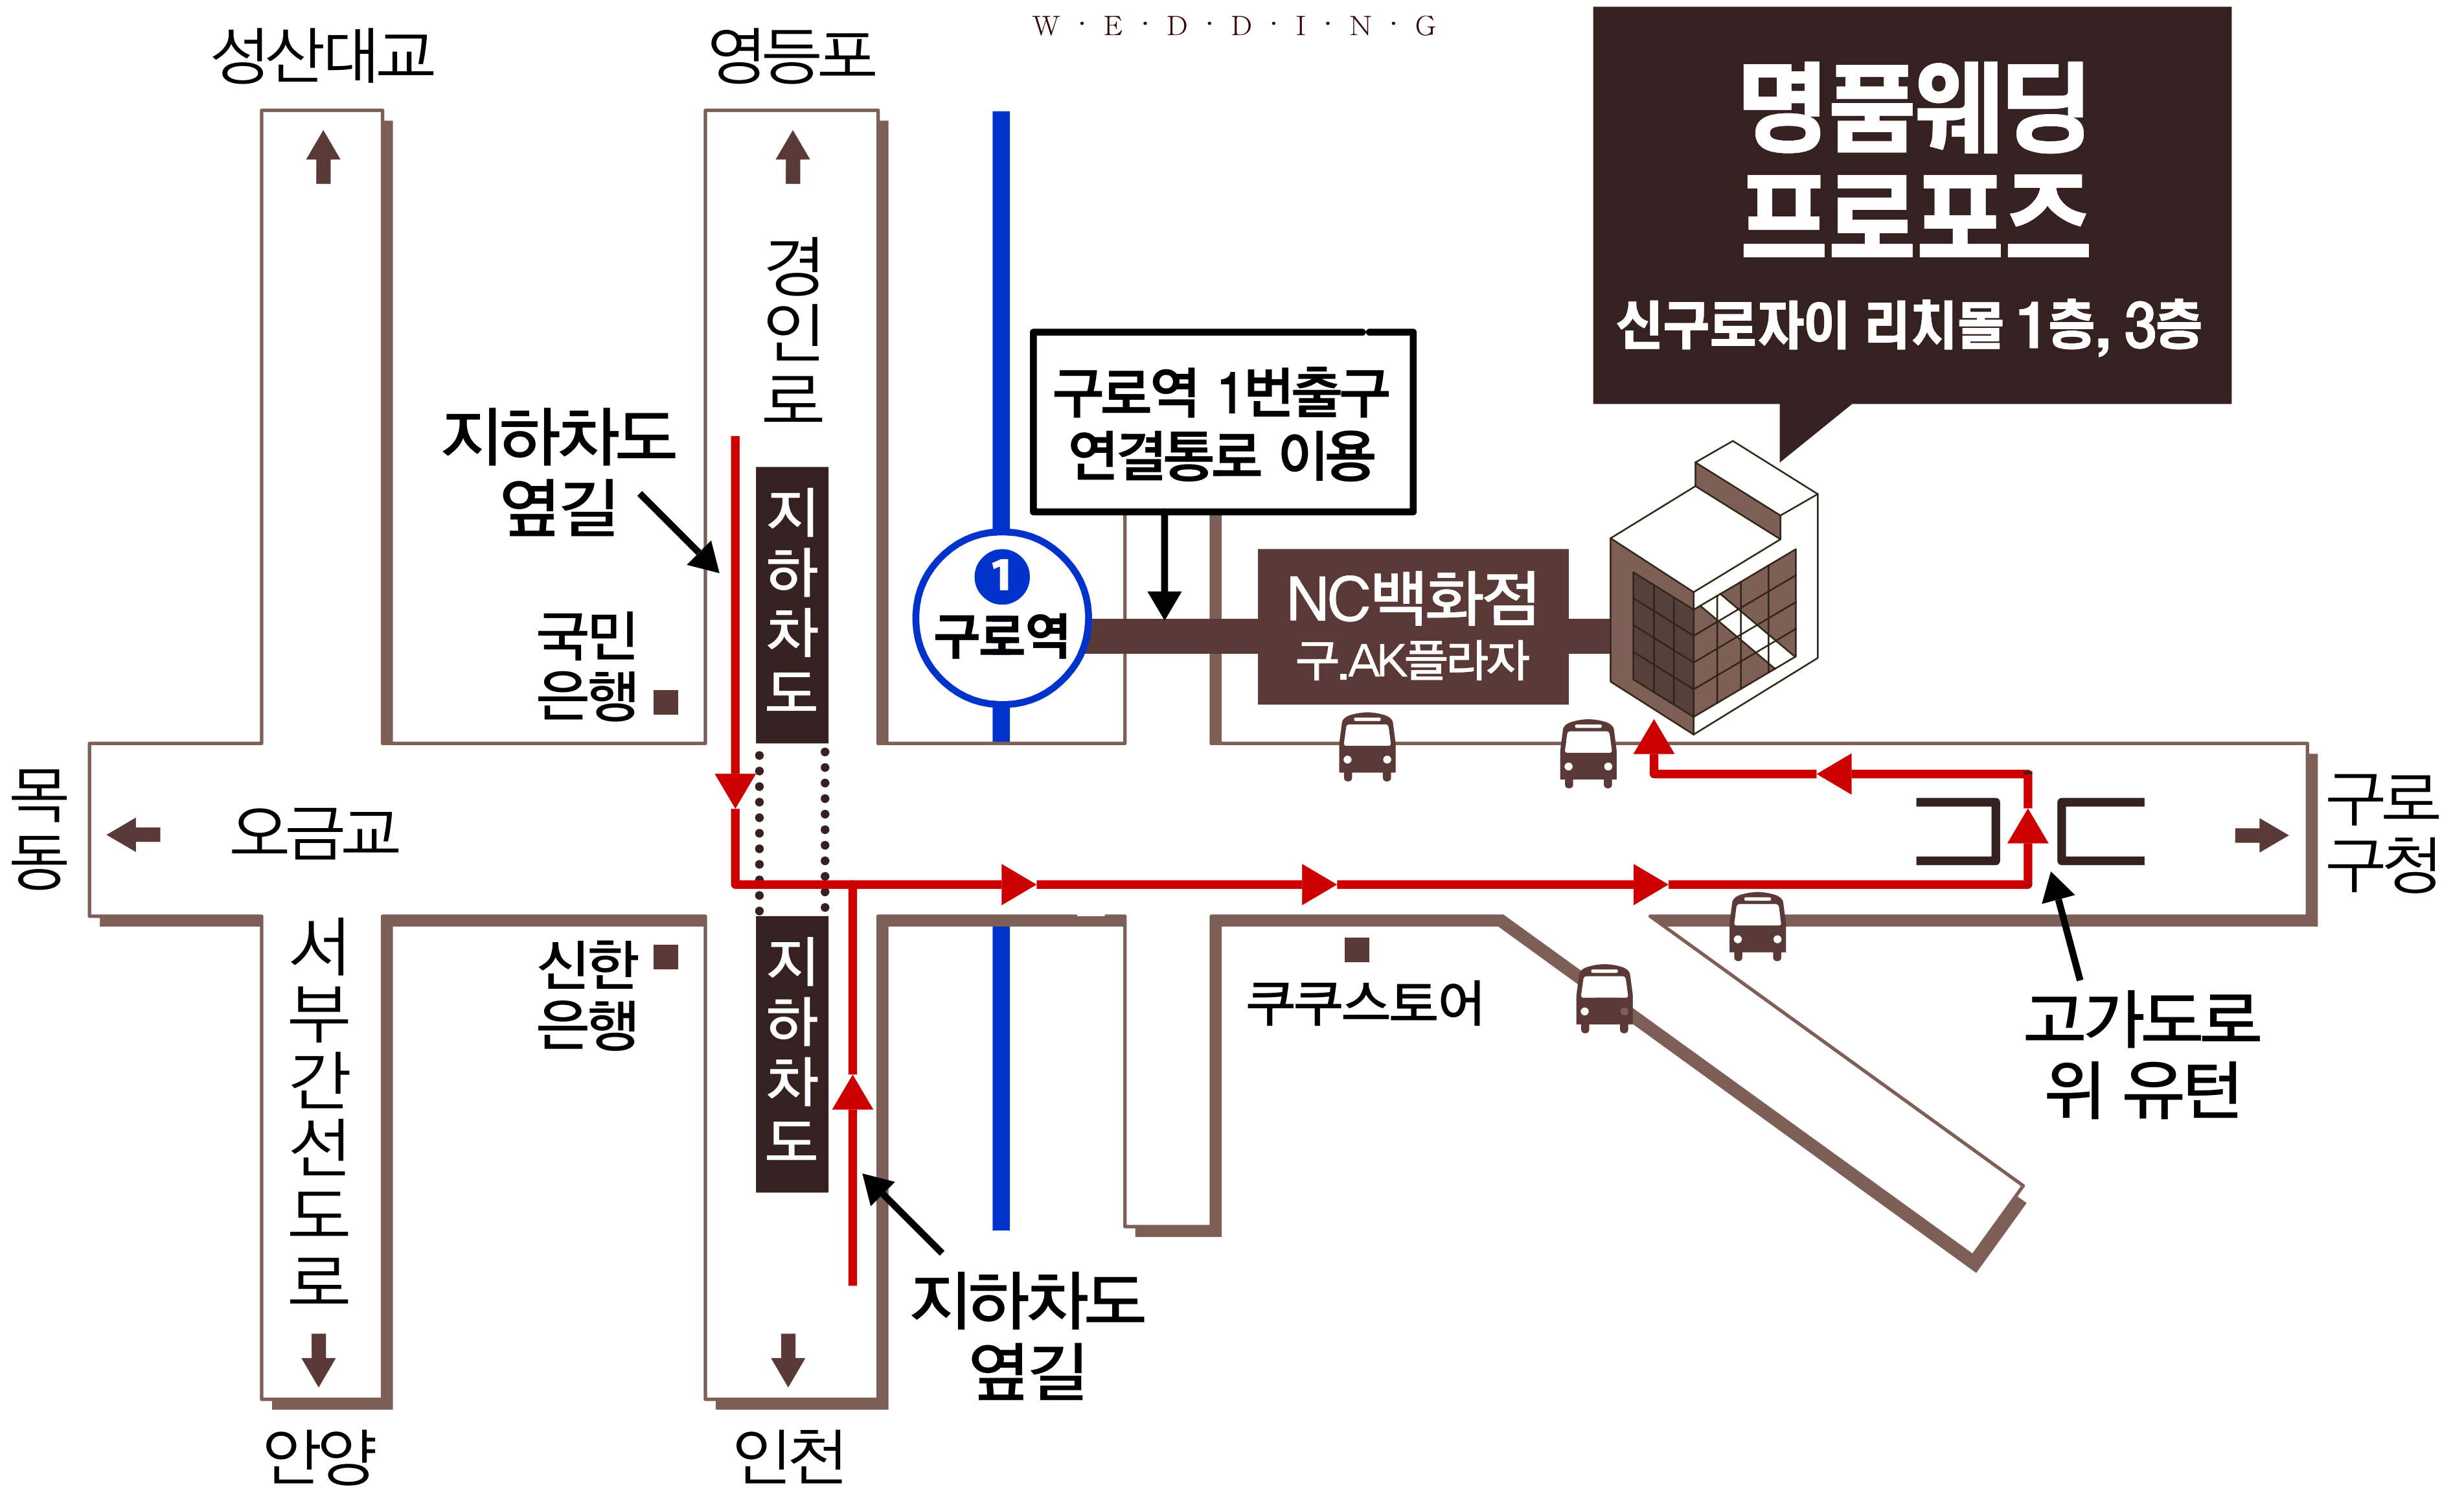 W·E·D·D·I·N·G
성산대교
영등포
명품웨딩
프로포즈
신구로자이 리치몰 1층, 3층
경인로
구로역 1번출구
연결통로 이용
지하차도
옆길
지하차도
1
구로역
NC백화점
구.AK플라자
국민
은행
목동
오금교
구로
구청
서부간선도로
신한
은행
지하차도
쿠쿠스토어
고가도로
위 유턴
지하차도
옆길
안양
인천